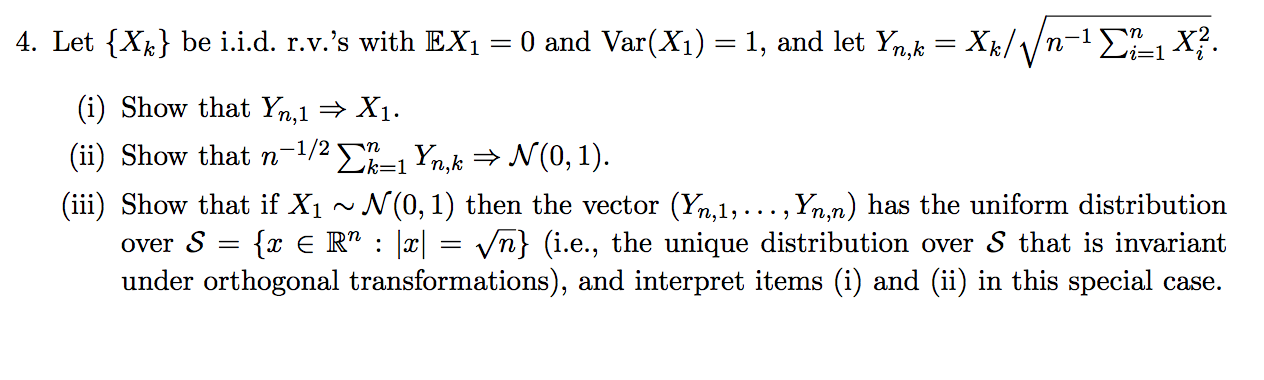 4. Let {X_k} be i.i.d. r.v.'s with 𝔼X_1 = 0 and Var(X_1) = 1, and let Y_{n,k} = X_k/√(n^{−1} ∑_{i=1}^n X_i^2).
(i) Show that Y_{n,1} ⇒ X_1.
(ii) Show that n^{−1/2} ∑_{k=1}^n Y_{n,k} ⇒ 𝒩(0, 1).
(iii) Show that if X_1 ∼ 𝒩(0, 1) then the vector (Y_{n,1}, . . . , Y_{n,n}) has the uniform distribution
over 𝒮 = {x ∈ ℝ^n : |x| = √n} (i.e., the unique distribution over 𝒮 that is invariant
under orthogonal transformations), and interpret items (i) and (ii) in this special case.